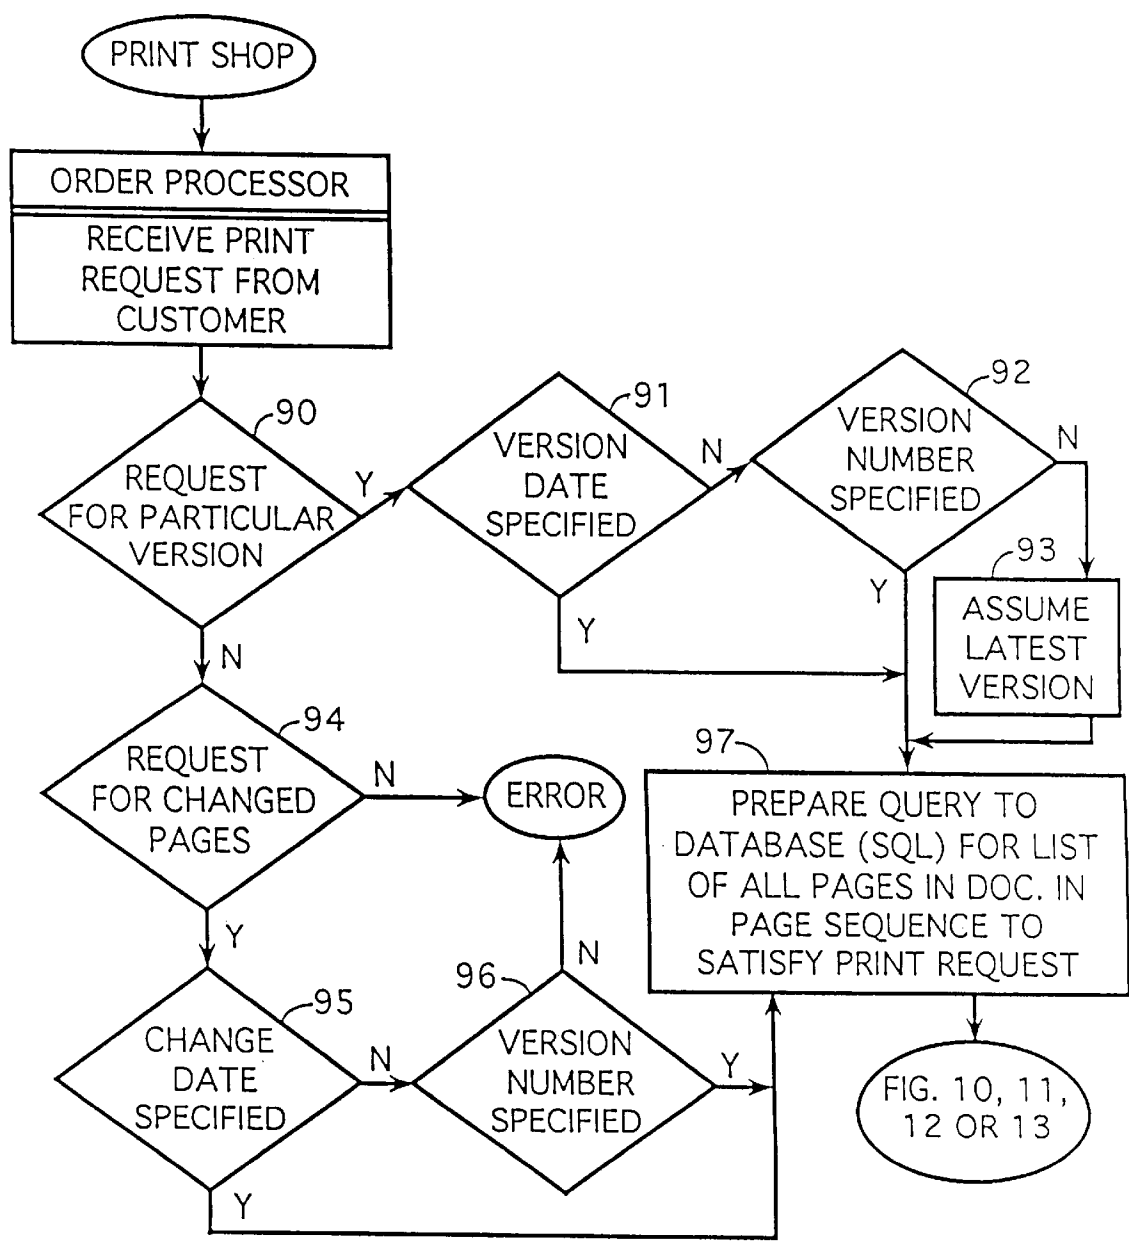 PRINT SHOP
ORDER PROCESSOR
RECEIVE PRINT
REQUEST FROM
CUSTOMER
90
REQUEST
FOR PARTICULAR
VERSION
Y
N
91
VERSION
DATE
SPECIFIED
N
Y
92
VERSION
NUMBER
SPECIFIED
N
Y
93
ASSUME
LATEST
VERSION
94
REQUEST
FOR CHANGED
PAGES
N
Y
ERROR
97
PREPARE QUERY TO
DATABASE (SQL) FOR LIST
OF ALL PAGES IN DOC. IN
PAGE SEQUENCE TO
SATISFY PRINT REQUEST
95
CHANGE
DATE
SPECIFIED
N
Y
96
N
VERSION
NUMBER
SPECIFIED
Y
FIG. 10, 11,
12 OR 13